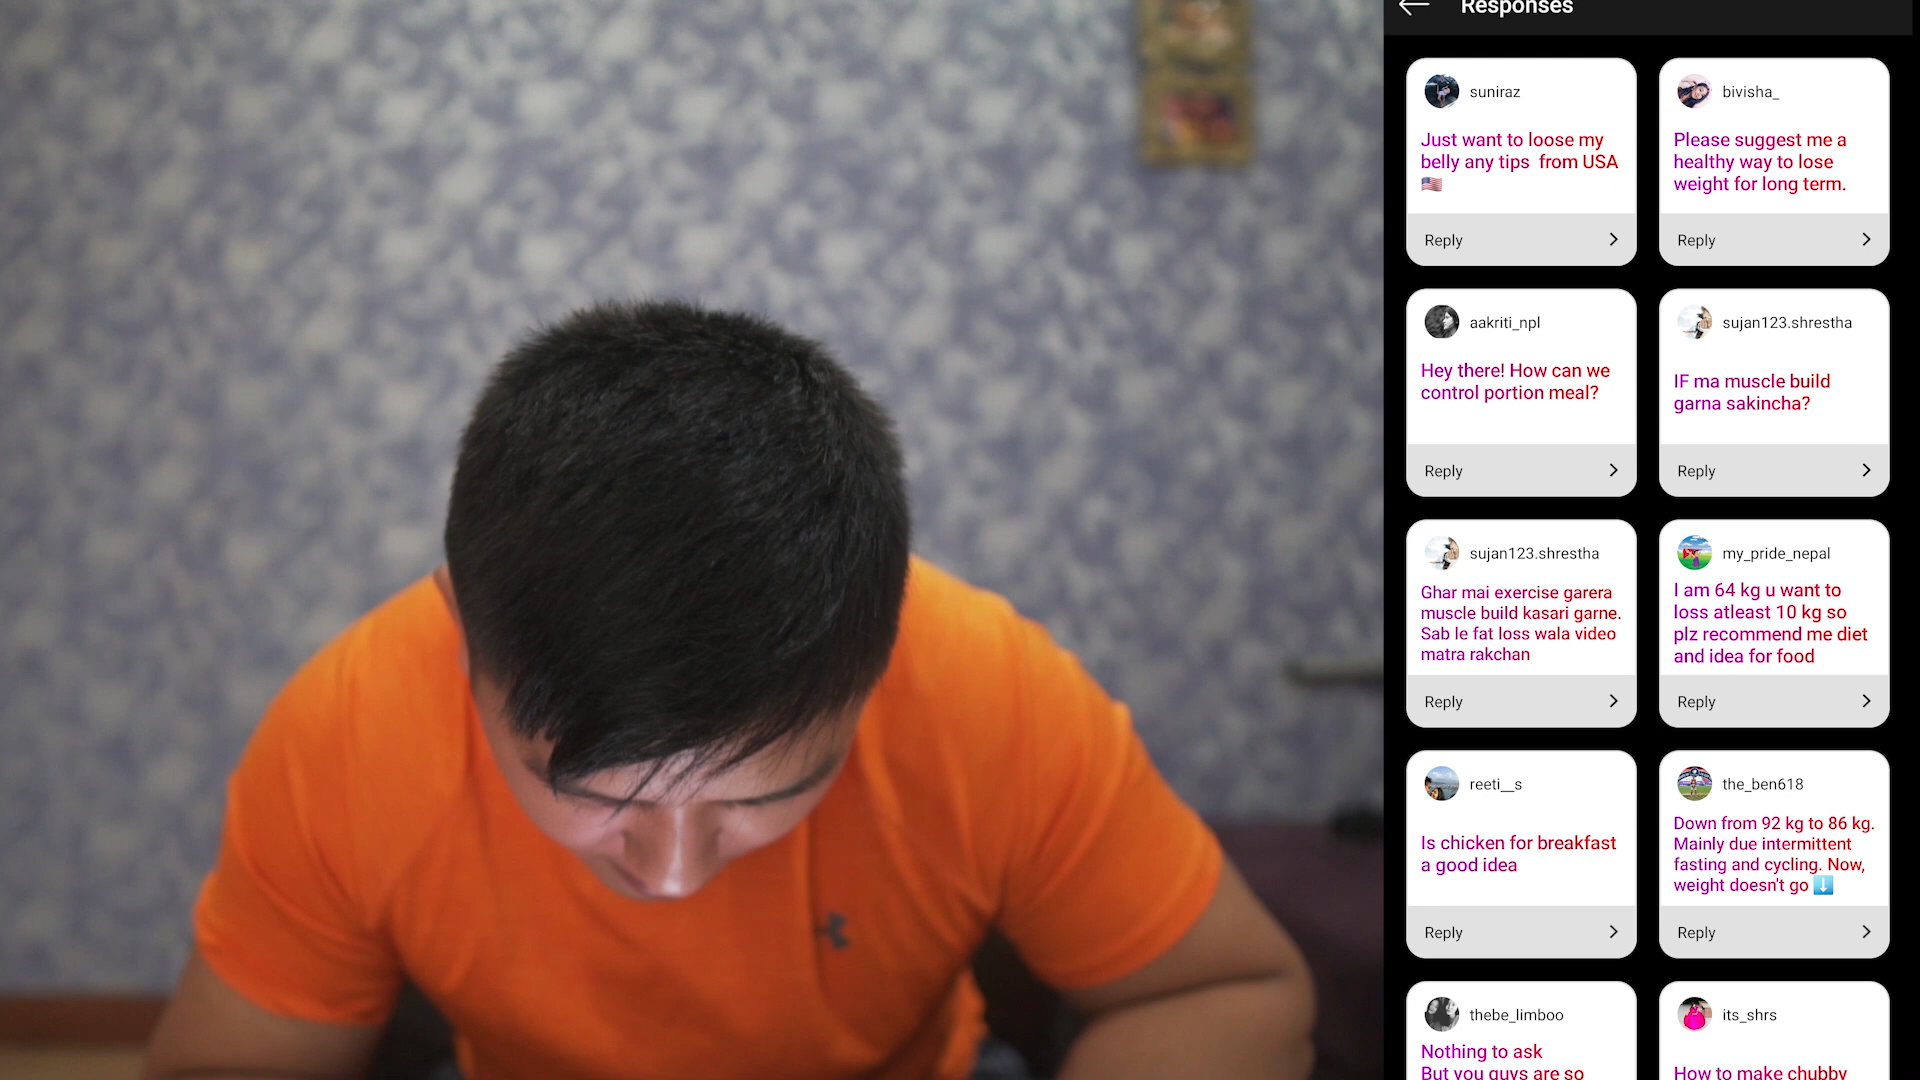 Responses
suniraz
Just want to loose my
belly any tips  from USA
🇺🇸
Reply
bivisha_
Please suggest me a
healthy way to lose
weight for long term.
Reply
aakriti_npl
Hey there! How can we
control portion meal?
Reply
sujan123.shrestha
IF ma muscle build
garna sakincha?
Reply
sujan123.shrestha
Ghar mai exercise garera
muscle build kasari garne.
Sab le fat loss wala video
matra rakchan
Reply
my_pride_nepal
I am 64 kg u want to
loss atleast 10 kg so
plz recommend me diet
and idea for food
Reply
reeti__s
Is chicken for breakfast
a good idea
Reply
the_ben618
Down from 92 kg to 86 kg.
Mainly due intermittent
fasting and cycling. Now,
weight doesn't go ⬇️
Reply
thebe_limboo
Nothing to ask
But you guys are so
its_shrs
How to make chubby